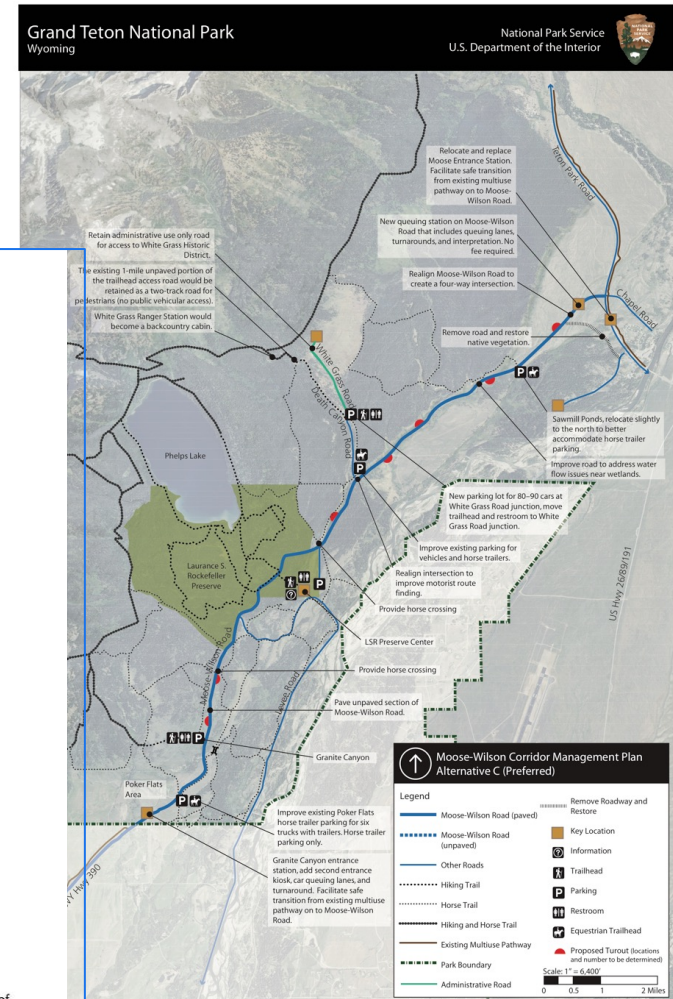 Grand Teton National Park
Wyoming
National Park Service
U.S. Department of the Interior
NATIONAL
PARK
SERVICE
Relocate and replace
Moose Entrance Station.
Facilitate safe transition
from existing multiuse
pathway on to Moose-
Wilson Road.
Teton Park Road
New queuing station on Moose-Wilson
Road that includes queuing lanes,
turnarounds, and interpretation. No
fee required.
Retain administrative use only road
for access to White Grass Historic
District.
The existing 1-mile unpaved portion of
the trailhead access road would be
retained as a two-track road for
pedestrians (no public vehicular access).
White Grass Ranger Station would
become a backcountry cabin.
Realign Moose-Wilson Road to
create a four-way intersection.
Chapel Road
Remove road and restore
native vegetation.
White Grass Road
Death Canyon Road
P
P
P
Sawmill Ponds, relocate slightly
to the north to better
accommodate horse trailer
parking.
Improve road to address water
flow issues near wetlands.
Phelps Lake
New parking lot for 80–90 cars at
White Grass Road junction, move
trailhead and restroom to White
Grass Road junction.
US Hwy 26/89/191
Improve existing parking for
vehicles and horse trailers.
Laurance S.
Rockefeller
Preserve
Realign intersection to
improve motorist route
finding.
P
?
Provide horse crossing
LSR Preserve Center
Moose-Wilson Road
Levee Road
Provide horse crossing
Pave unpaved section of
Moose-Wilson Road.
P
Granite Canyon
Poker Flats
Area
P
Improve existing Poker Flats
horse trailer parking for six
trucks with trailers. Horse trailer
parking only.
Granite Canyon entrance
station, add second entrance
kiosk, car queuing lanes, and
turnaround. Facilitate safe
transition from existing multiuse
pathway on to Moose-Wilson
Road.
WY Hwy 390
Moose-Wilson Corridor Management Plan
Alternative C (Preferred)
Legend
Moose-Wilson Road (paved)
Moose-Wilson Road
(unpaved)
Other Roads
Hiking Trail
Horse Trail
Hiking and Horse Trail
Existing Multiuse Pathway
Park Boundary
Administrative Road
Remove Roadway and
Restore
Key Location
? Information
Trailhead
P Parking
Restroom
Equestrian Trailhead
Proposed Turout (locations
and number to be determined)
Scale: 1" = 6,400'
0 0.5 1 2 Miles
of